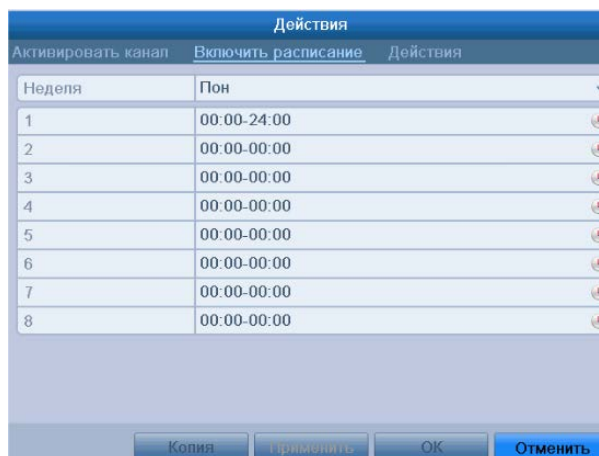 Действия
Активировать канал Включить расписание Действия
Неделя Пон
1 00:00-24:00
2 00:00-00:00
3 00:00-00:00
4 00:00-00:00
5 00:00-00:00
6 00:00-00:00
7 00:00-00:00
8 00:00-00:00
Копия Применить OK Отменить